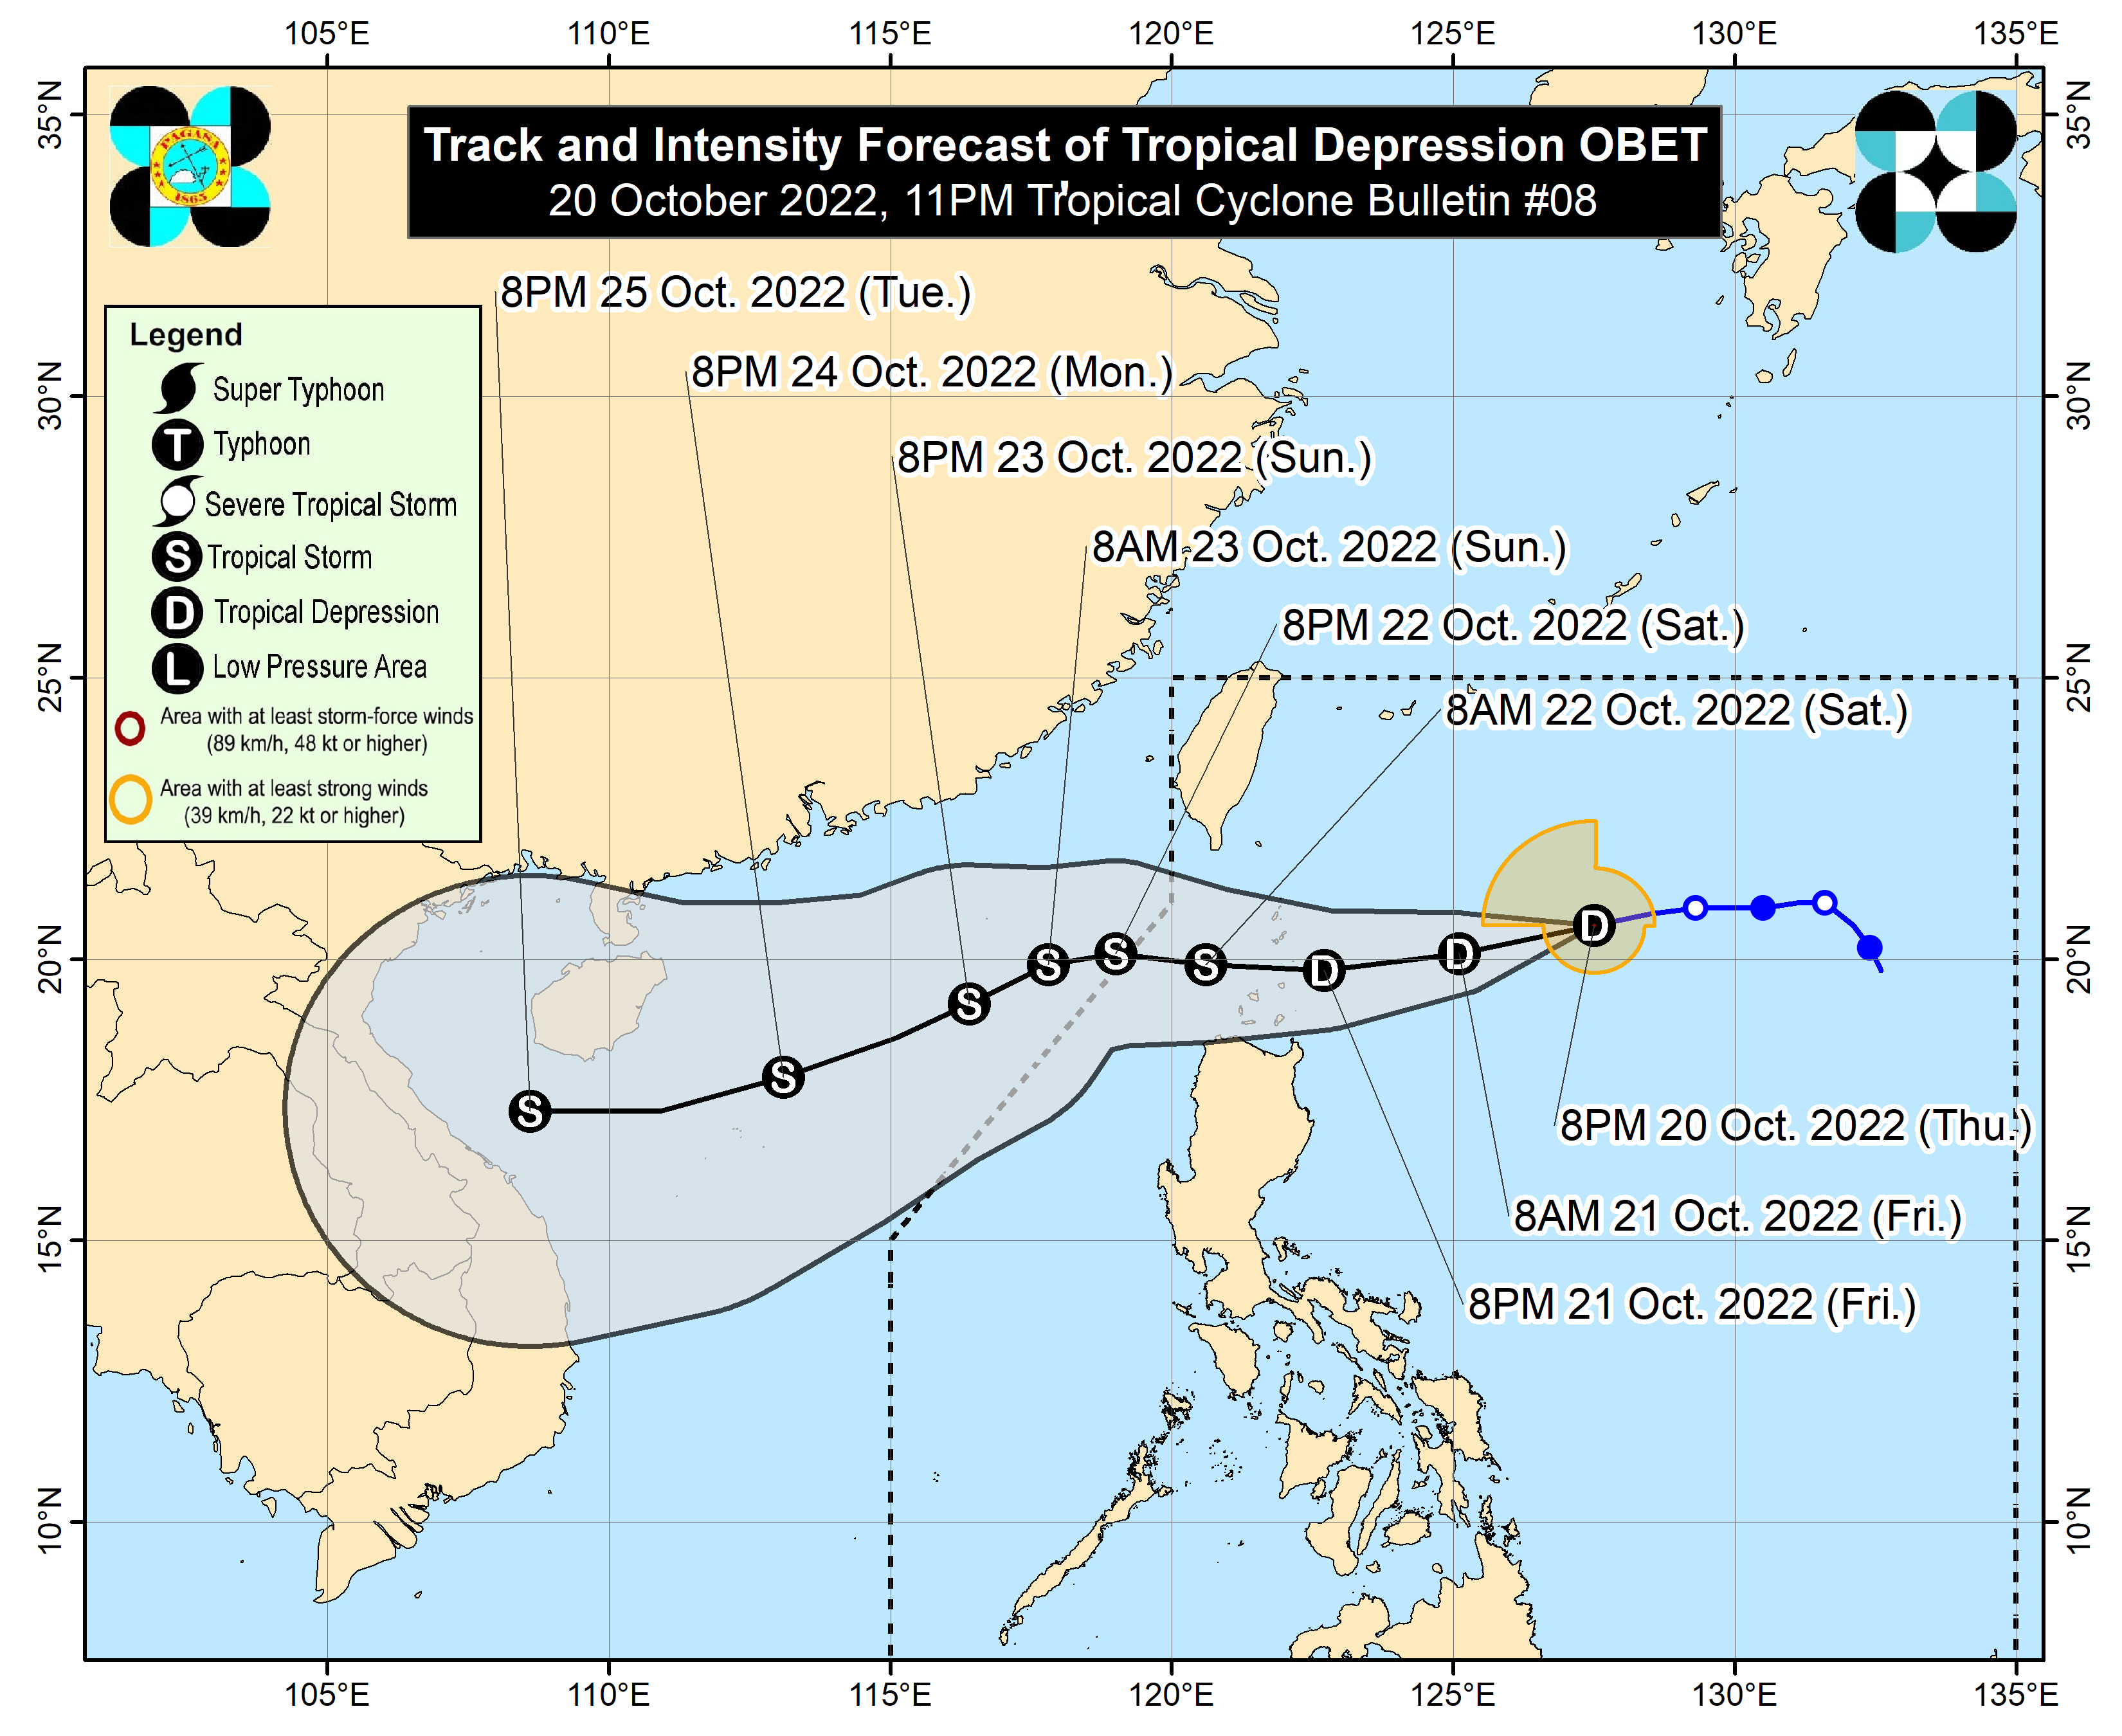 105°E 110°E 115°E 120°E 125°E 130°E 135°E
35°N
35°N
PAGASA
1865
Track and Intensity Forecast of Tropical Depression OBET
20 October 2022, 11PM Tropical Cyclone Bulletin #08
8PM 25 Oct. 2022 (Tue.)
Legend
Super Typhoon
T Typhoon
Severe Tropical Storm
S Tropical Storm
D Tropical Depression
L Low Pressure Area
Area with at least storm-force winds
(89 km/h, 48 kt or higher)
Area with at least strong winds
(39 km/h, 22 kt or higher)
8PM 24 Oct. 2022 (Mon.)
30°N
30°N
8PM 23 Oct. 2022 (Sun.)
8AM 23 Oct. 2022 (Sun.)
8PM 22 Oct. 2022 (Sat.)
25°N
25°N
8AM 22 Oct. 2022 (Sat.)
D
D
D
S
S
S
S
S
S
20°N
20°N
8PM 20 Oct. 2022 (Thu.)
8AM 21 Oct. 2022 (Fri.)
15°N
15°N
8PM 21 Oct. 2022 (Fri.)
10°N
10°N
105°E 110°E 115°E 120°E 125°E 130°E 135°E